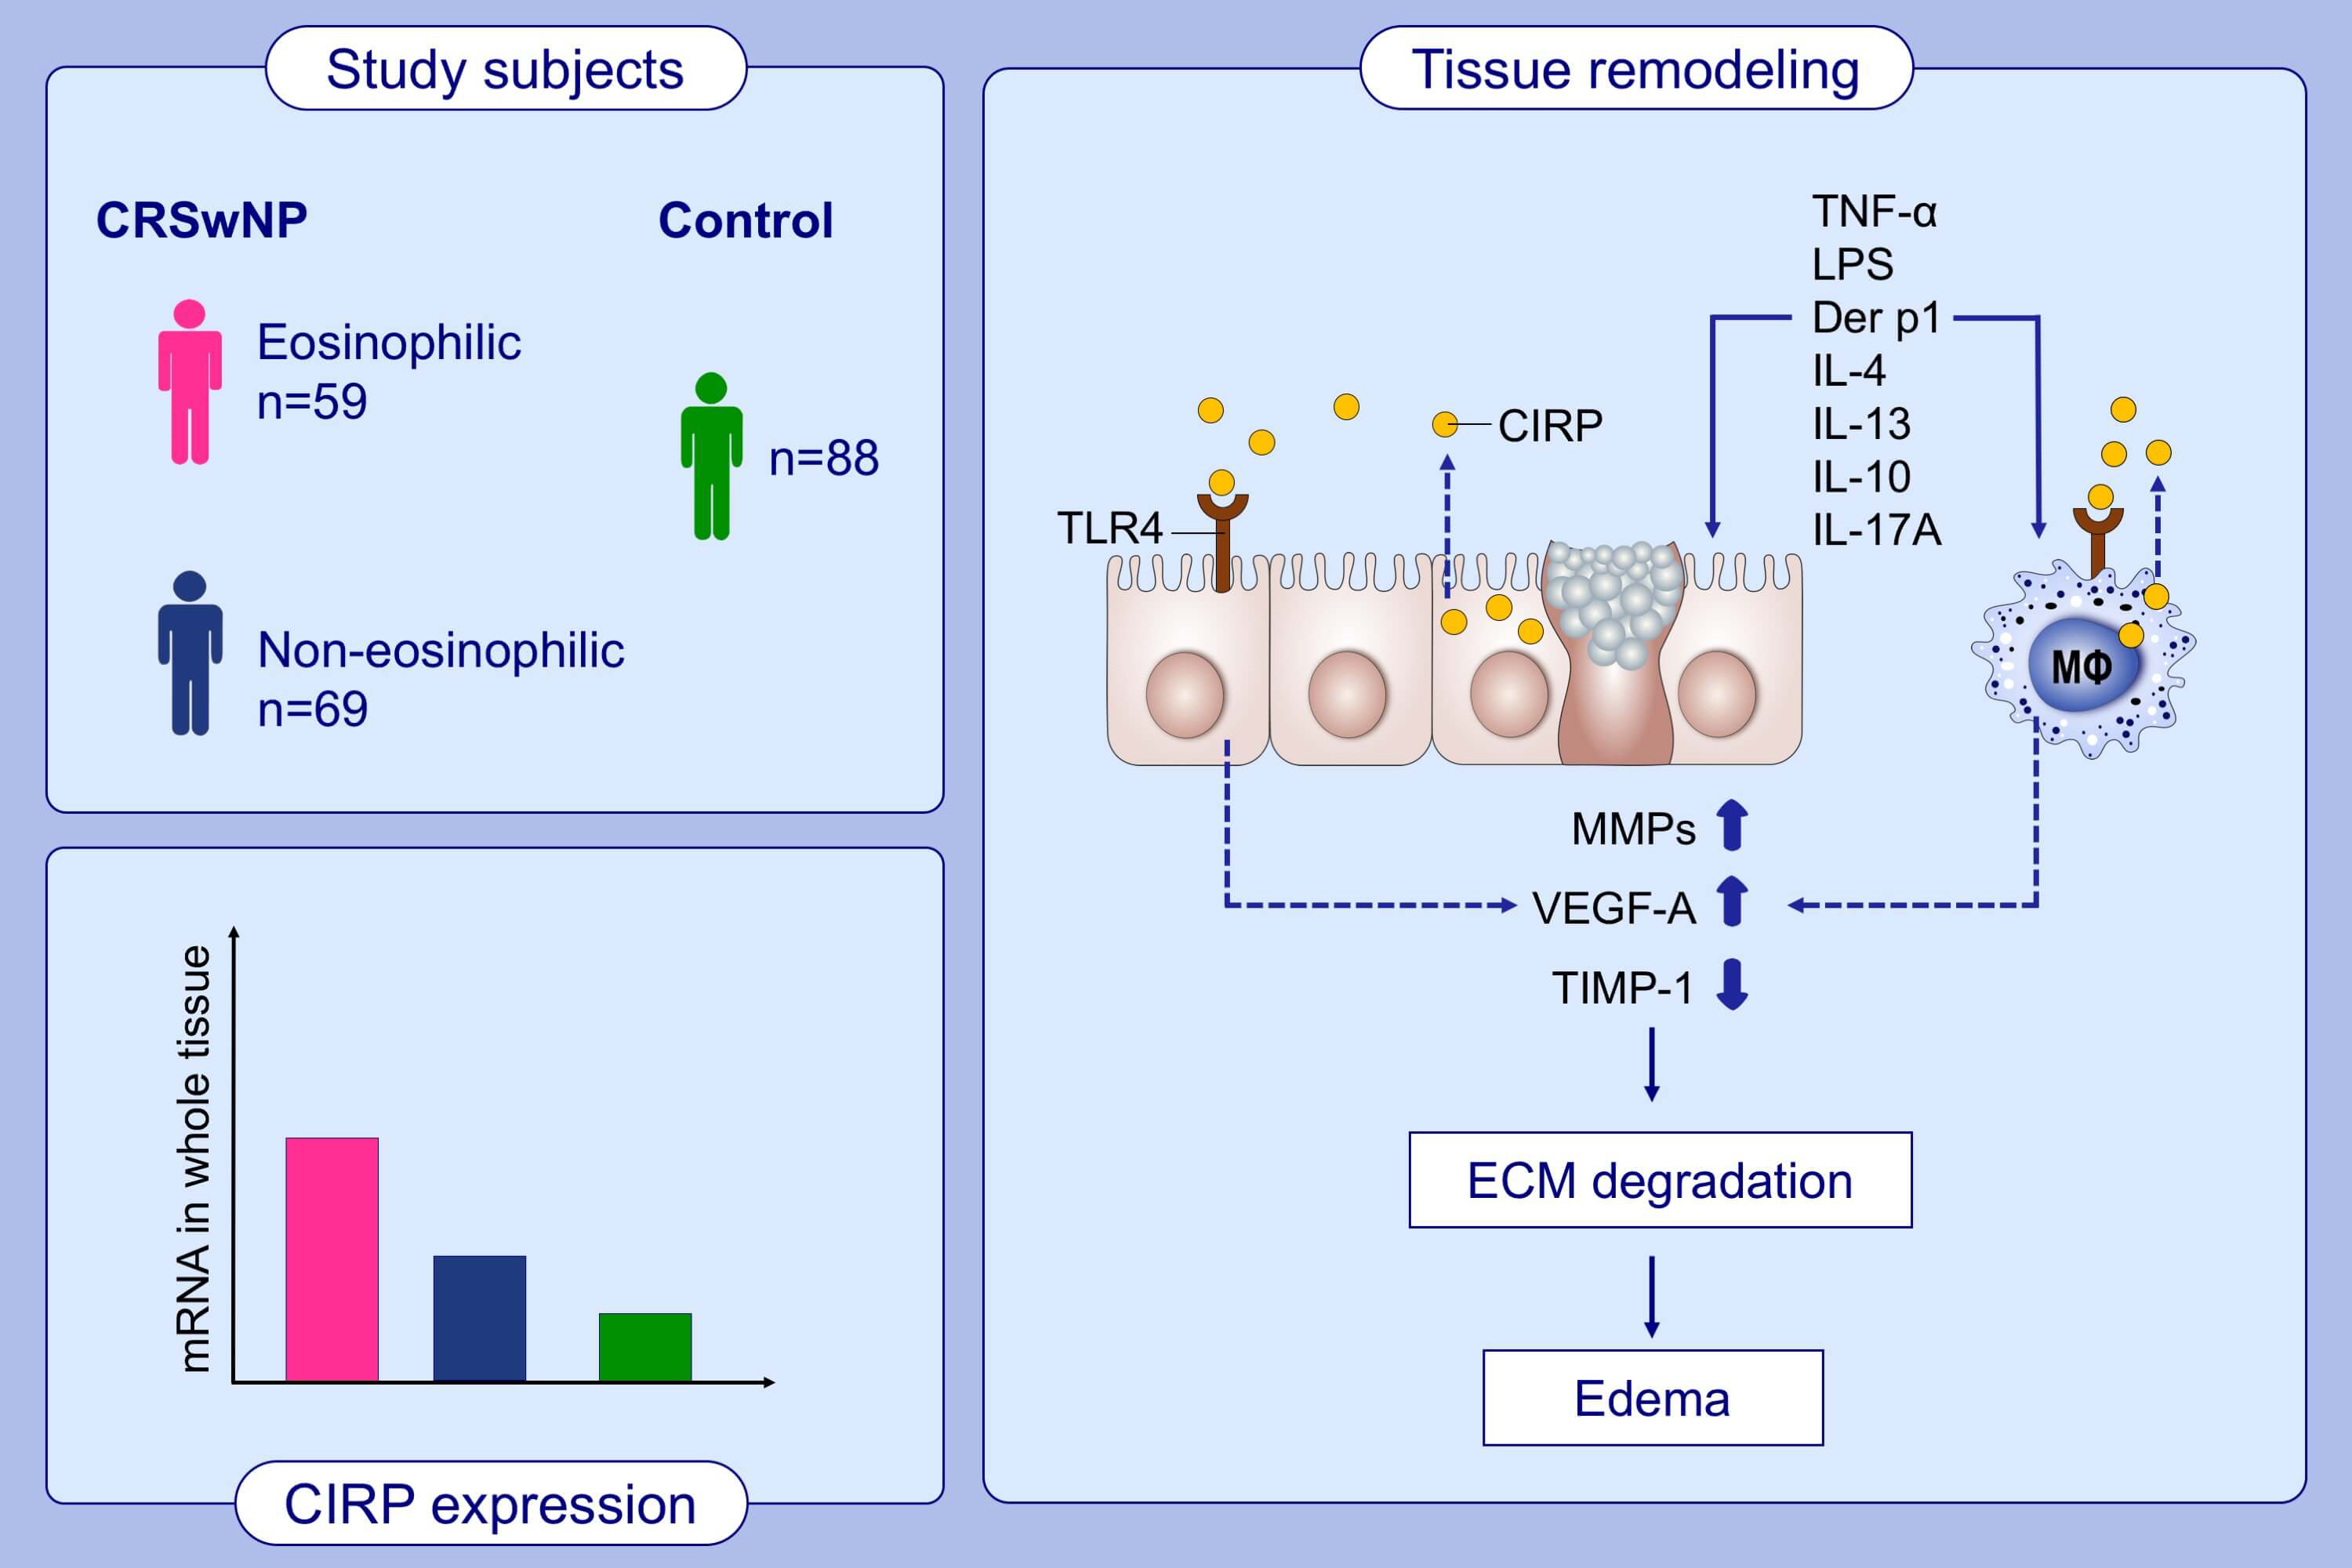 Study subjects
CRSwNP
Control
Eosinophilic
n=59
n=88
Non-eosinophilic
n=69
mRNA in whole tissue
CIRP expression
Tissue remodeling
TNF-α
LPS
Der p1
IL-4
IL-13
IL-10
IL-17A
CIRP
TLR4
MΦ
MMPs
VEGF-A
TIMP-1
ECM degradation
Edema